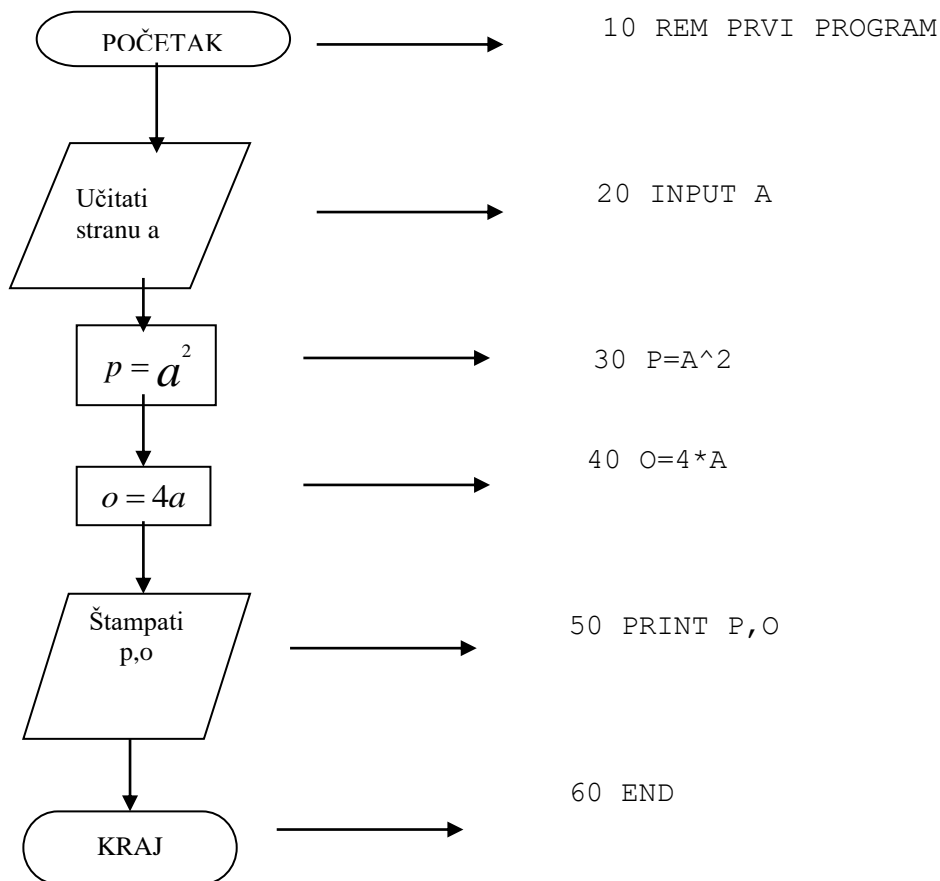 POČETAK
10 REM PRVI PROGRAM
Učitati
stranu a
20 INPUT A
p = a²
30 P=A^2
o = 4a
40 O=4*A
Štampati
p,o
50 PRINT P,O
KRAJ
60 END